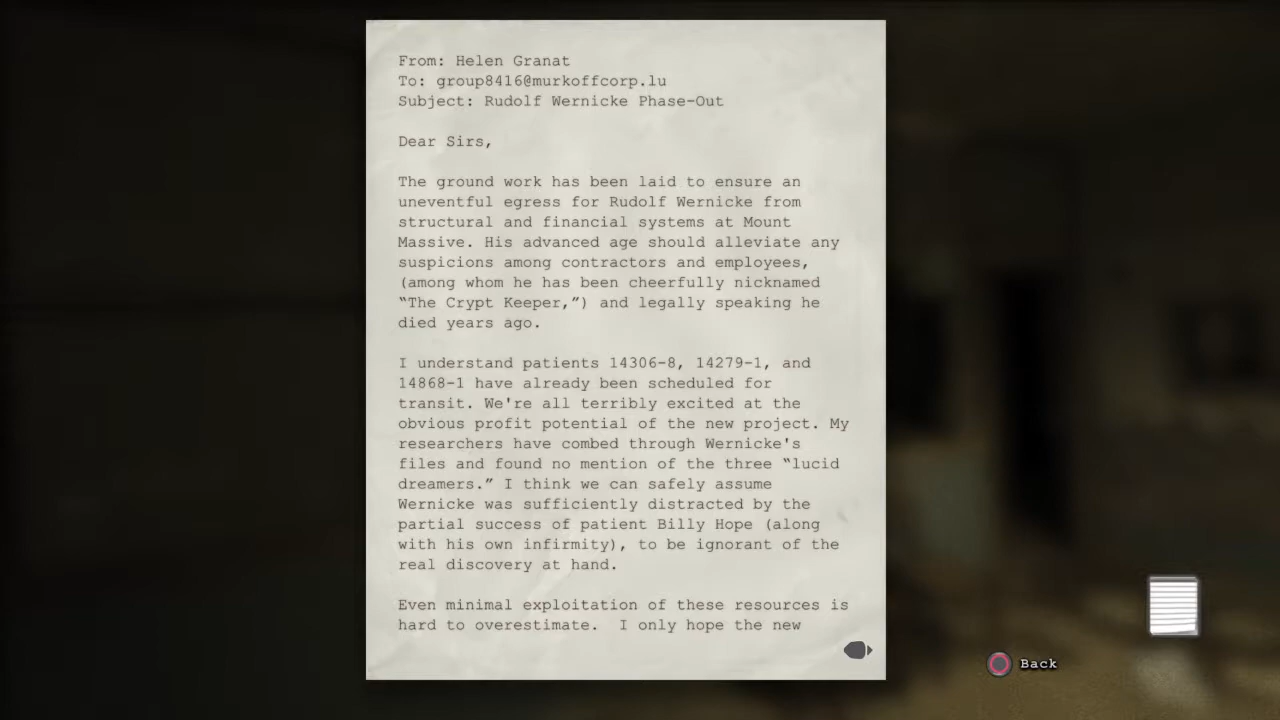 From: Helen Granat
To: group8416@murkoffcorp.lu
Subject: Rudolf Wernicke Phase-Out
Dear Sirs,
The ground work has been laid to ensure an
uneventful egress for Rudolf Wernicke from
structural and financial systems at Mount
Massive. His advanced age should alleviate any
suspicions among contractors and employees,
(among whom he has been cheerfully nicknamed
“The Crypt Keeper,”) and legally speaking he
died years ago.
I understand patients 14306-8, 14279-1, and
14868-1 have already been scheduled for
transit. We're all terribly excited at the
obvious profit potential of the new project. My
researchers have combed through Wernicke's
files and found no mention of the three “lucid
dreamers.” I think we can safely assume
Wernicke was sufficiently distracted by the
partial success of patient Billy Hope (along
with his own infirmity), to be ignorant of the
real discovery at hand.
Even minimal exploitation of these resources is
hard to overestimate.  I only hope the new
Back